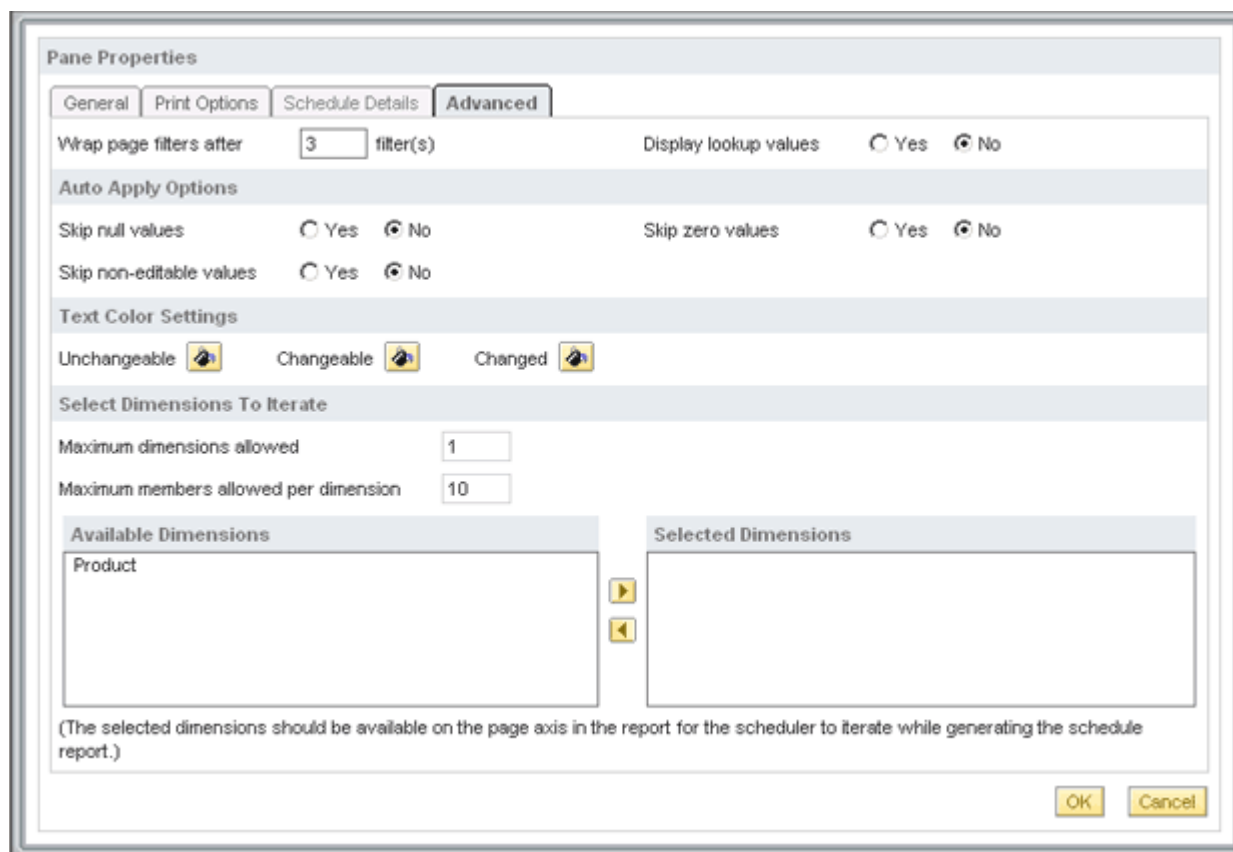 Pane Properties
General Print Options Schedule Details Advanced
Wrap page filters after 3 filter(s) Display lookup values Yes No
Auto Apply Options
Skip null values Yes No Skip zero values Yes No
Skip non-editable values Yes No
Text Color Settings
Unchangeable Changeable Changed
Select Dimensions To Iterate
Maximum dimensions allowed 1
Maximum members allowed per dimension 10
Available Dimensions Selected Dimensions
Product
(The selected dimensions should be available on the page axis in the report for the scheduler to iterate while generating the schedule
report.)
OK Cancel